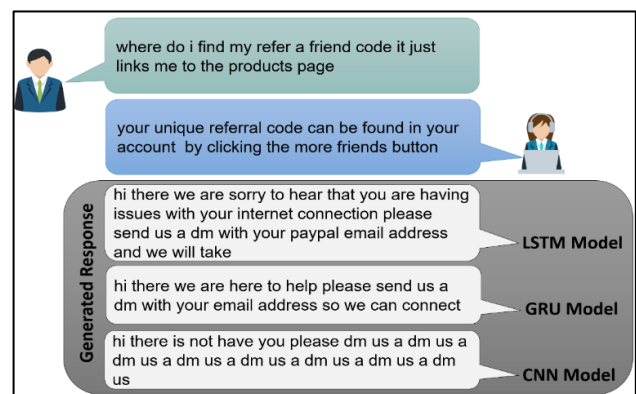 where do i find my refer a friend code it just
links me to the products page
your unique referral code can be found in your
account by clicking the more friends button
Generated Response
hi there we are sorry to hear that you are having
issues with your internet connection please
send us a dm with your paypal email address
and we will take
LSTM Model
hi there we are here to help please send us a
dm with your email address so we can connect
GRU Model
hi there is not have you please dm us a dm us a
dm us a dm us a dm us a dm us a dm us a dm
us
CNN Model